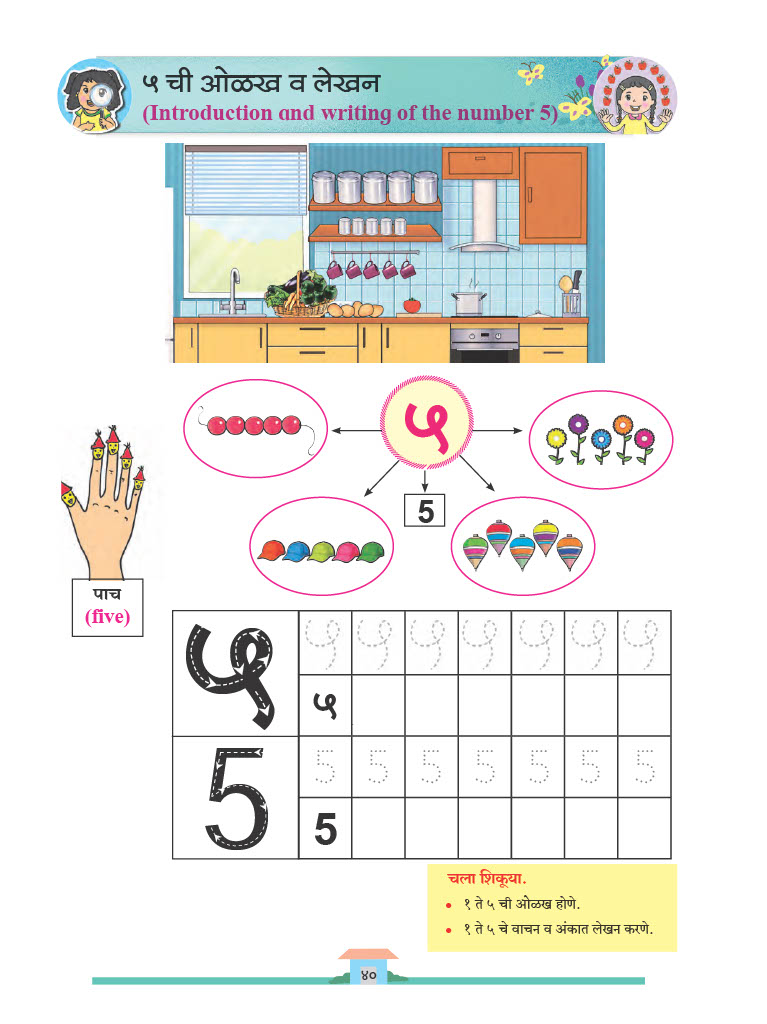 ५ ची ओळख व लेखन
(Introduction and writing of the number 5)
५
5
पाच
(five)
५ ५ ५ ५ ५ ५ ५ ५
५
5 5 5 5 5 5 5 5
5
चला शिकूया.
• १ ते ५ ची ओळख होणे.
• १ ते ५ चे वाचन व अंकात लेखन करणे.
४०